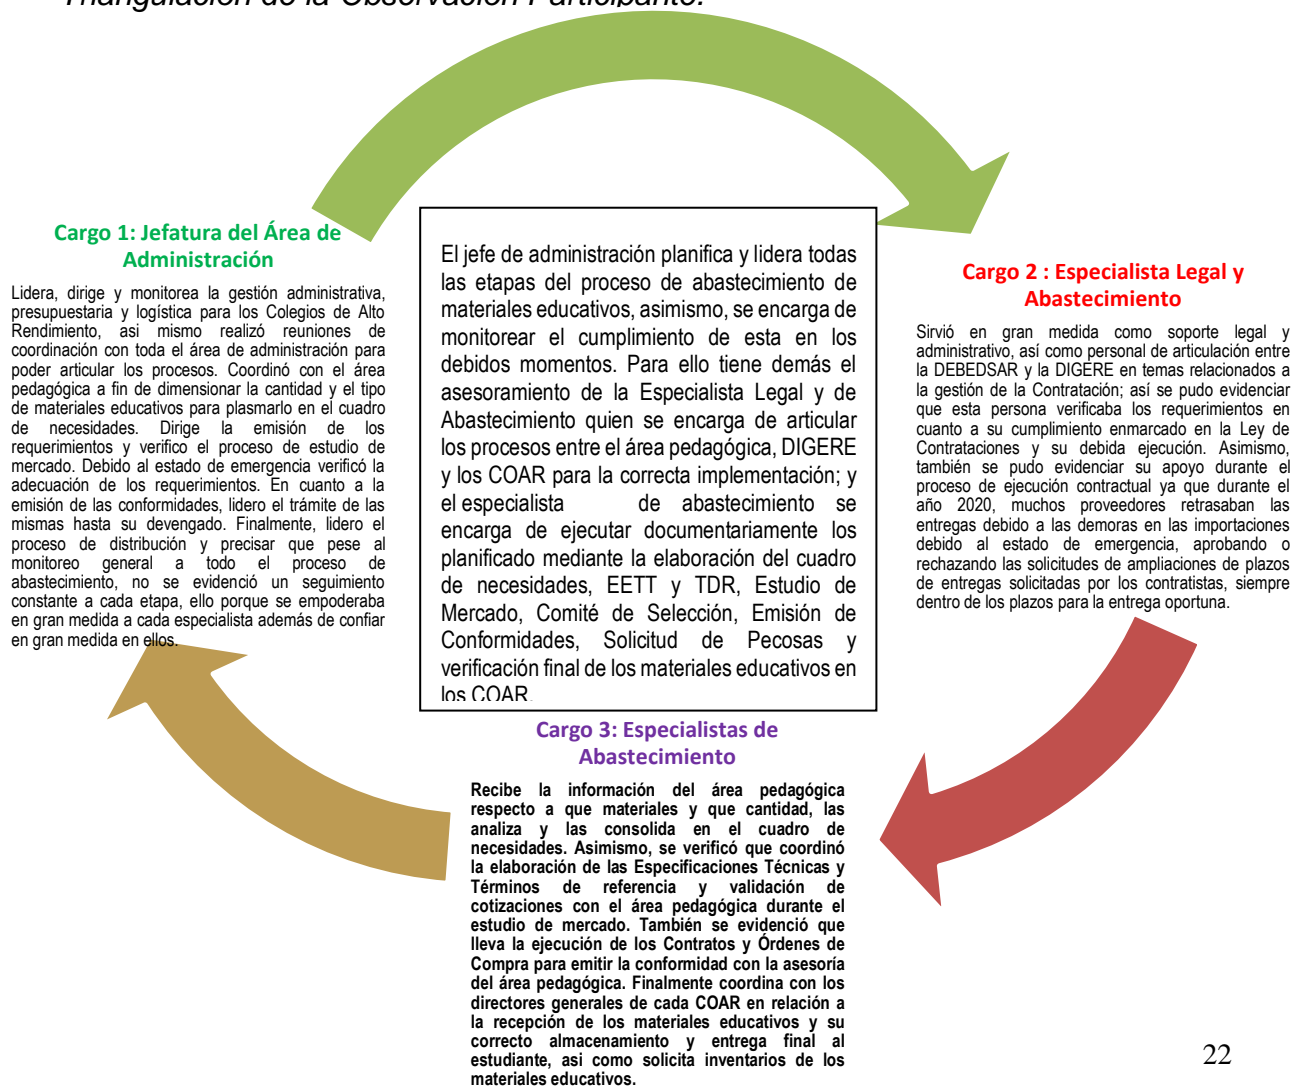 Triangulación de la Observación Participante.
Cargo 1: Jefatura del Área de
Administración
Lidera, dirige y monitorea la gestión administrativa,
presupuestaria y logística para los Colegios de Alto
Rendimiento, asi mismo realizó reuniones de
coordinación con toda el área de administración para
poder articular los procesos. Coordinó con el área
pedagógica a fin de dimensionar la cantidad y el tipo
de materiales educativos para plasmarlo en el cuadro
de necesidades. Dirige la emisión de los
requerimientos y verifico el proceso de estudio de
mercado. Debido al estado de emergencia verificó la
adecuación de los requerimientos. En cuanto a la
emisión de las conformidades, lidero el trámite de las
mismas hasta su devengado. Finalmente, lidero el
proceso de distribución y precisar que pese al
monitoreo general a todo el proceso de
abastecimiento, no se evidenció un seguimiento
constante a cada etapa, ello porque se empoderaba
en gran medida a cada especialista además de confiar
en gran medida en ellos.
El jefe de administración planifica y lidera todas
las etapas del proceso de abastecimiento de
materiales educativos, asimismo, se encarga de
monitorear el cumplimiento de esta en los
debidos momentos. Para ello tiene demás el
asesoramiento de la Especialista Legal y de
Abastecimiento quien se encarga de articular
los procesos entre el área pedagógica, DIGERE
y los COAR para la correcta implementación; y
el especialista de abastecimiento se
encarga de ejecutar documentariamente los
planificado mediante la elaboración del cuadro
de necesidades, EETT y TDR, Estudio de
Mercado, Comité de Selección, Emisión de
Conformidades, Solicitud de Pecosas y
verificación final de los materiales educativos en
los COAR.
Cargo 2 : Especialista Legal y
Abastecimiento
Sirvió en gran medida como soporte legal y
administrativo, así como personal de articulación entre
la DEBEDSAR y la DIGERE en temas relacionados a
la gestión de la Contratación; así se pudo evidenciar
que esta persona verificaba los requerimientos en
cuanto a su cumplimiento enmarcado en la Ley de
Contrataciones y su debida ejecución. Asimismo,
también se pudo evidenciar su apoyo durante el
proceso de ejecución contractual ya que durante el
año 2020, muchos proveedores retrasaban las
entregas debido a las demoras en las importaciones
debido al estado de emergencia, aprobando o
rechazando las solicitudes de ampliaciones de plazos
de entregas solicitadas por los contratistas, siempre
dentro de los plazos para la entrega oportuna.
Cargo 3: Especialistas de
Abastecimiento
Recibe la información del área pedagógica
respecto a que materiales y que cantidad, las
analiza y las consolida en el cuadro de
necesidades. Asimismo, se verificó que coordinó
la elaboración de las Especificaciones Técnicas y
Términos de referencia y validación de
cotizaciones con el área pedagógica durante el
estudio de mercado. También se evidenció que
lleva la ejecución de los Contratos y Órdenes de
Compra para emitir la conformidad con la asesoría
del área pedagógica. Finalmente coordina con los
directores generales de cada COAR en relación a
la recepción de los materiales educativos y su
correcto almacenamiento y entrega final al
estudiante, asi como solicita inventarios de los
materiales educativos.
22